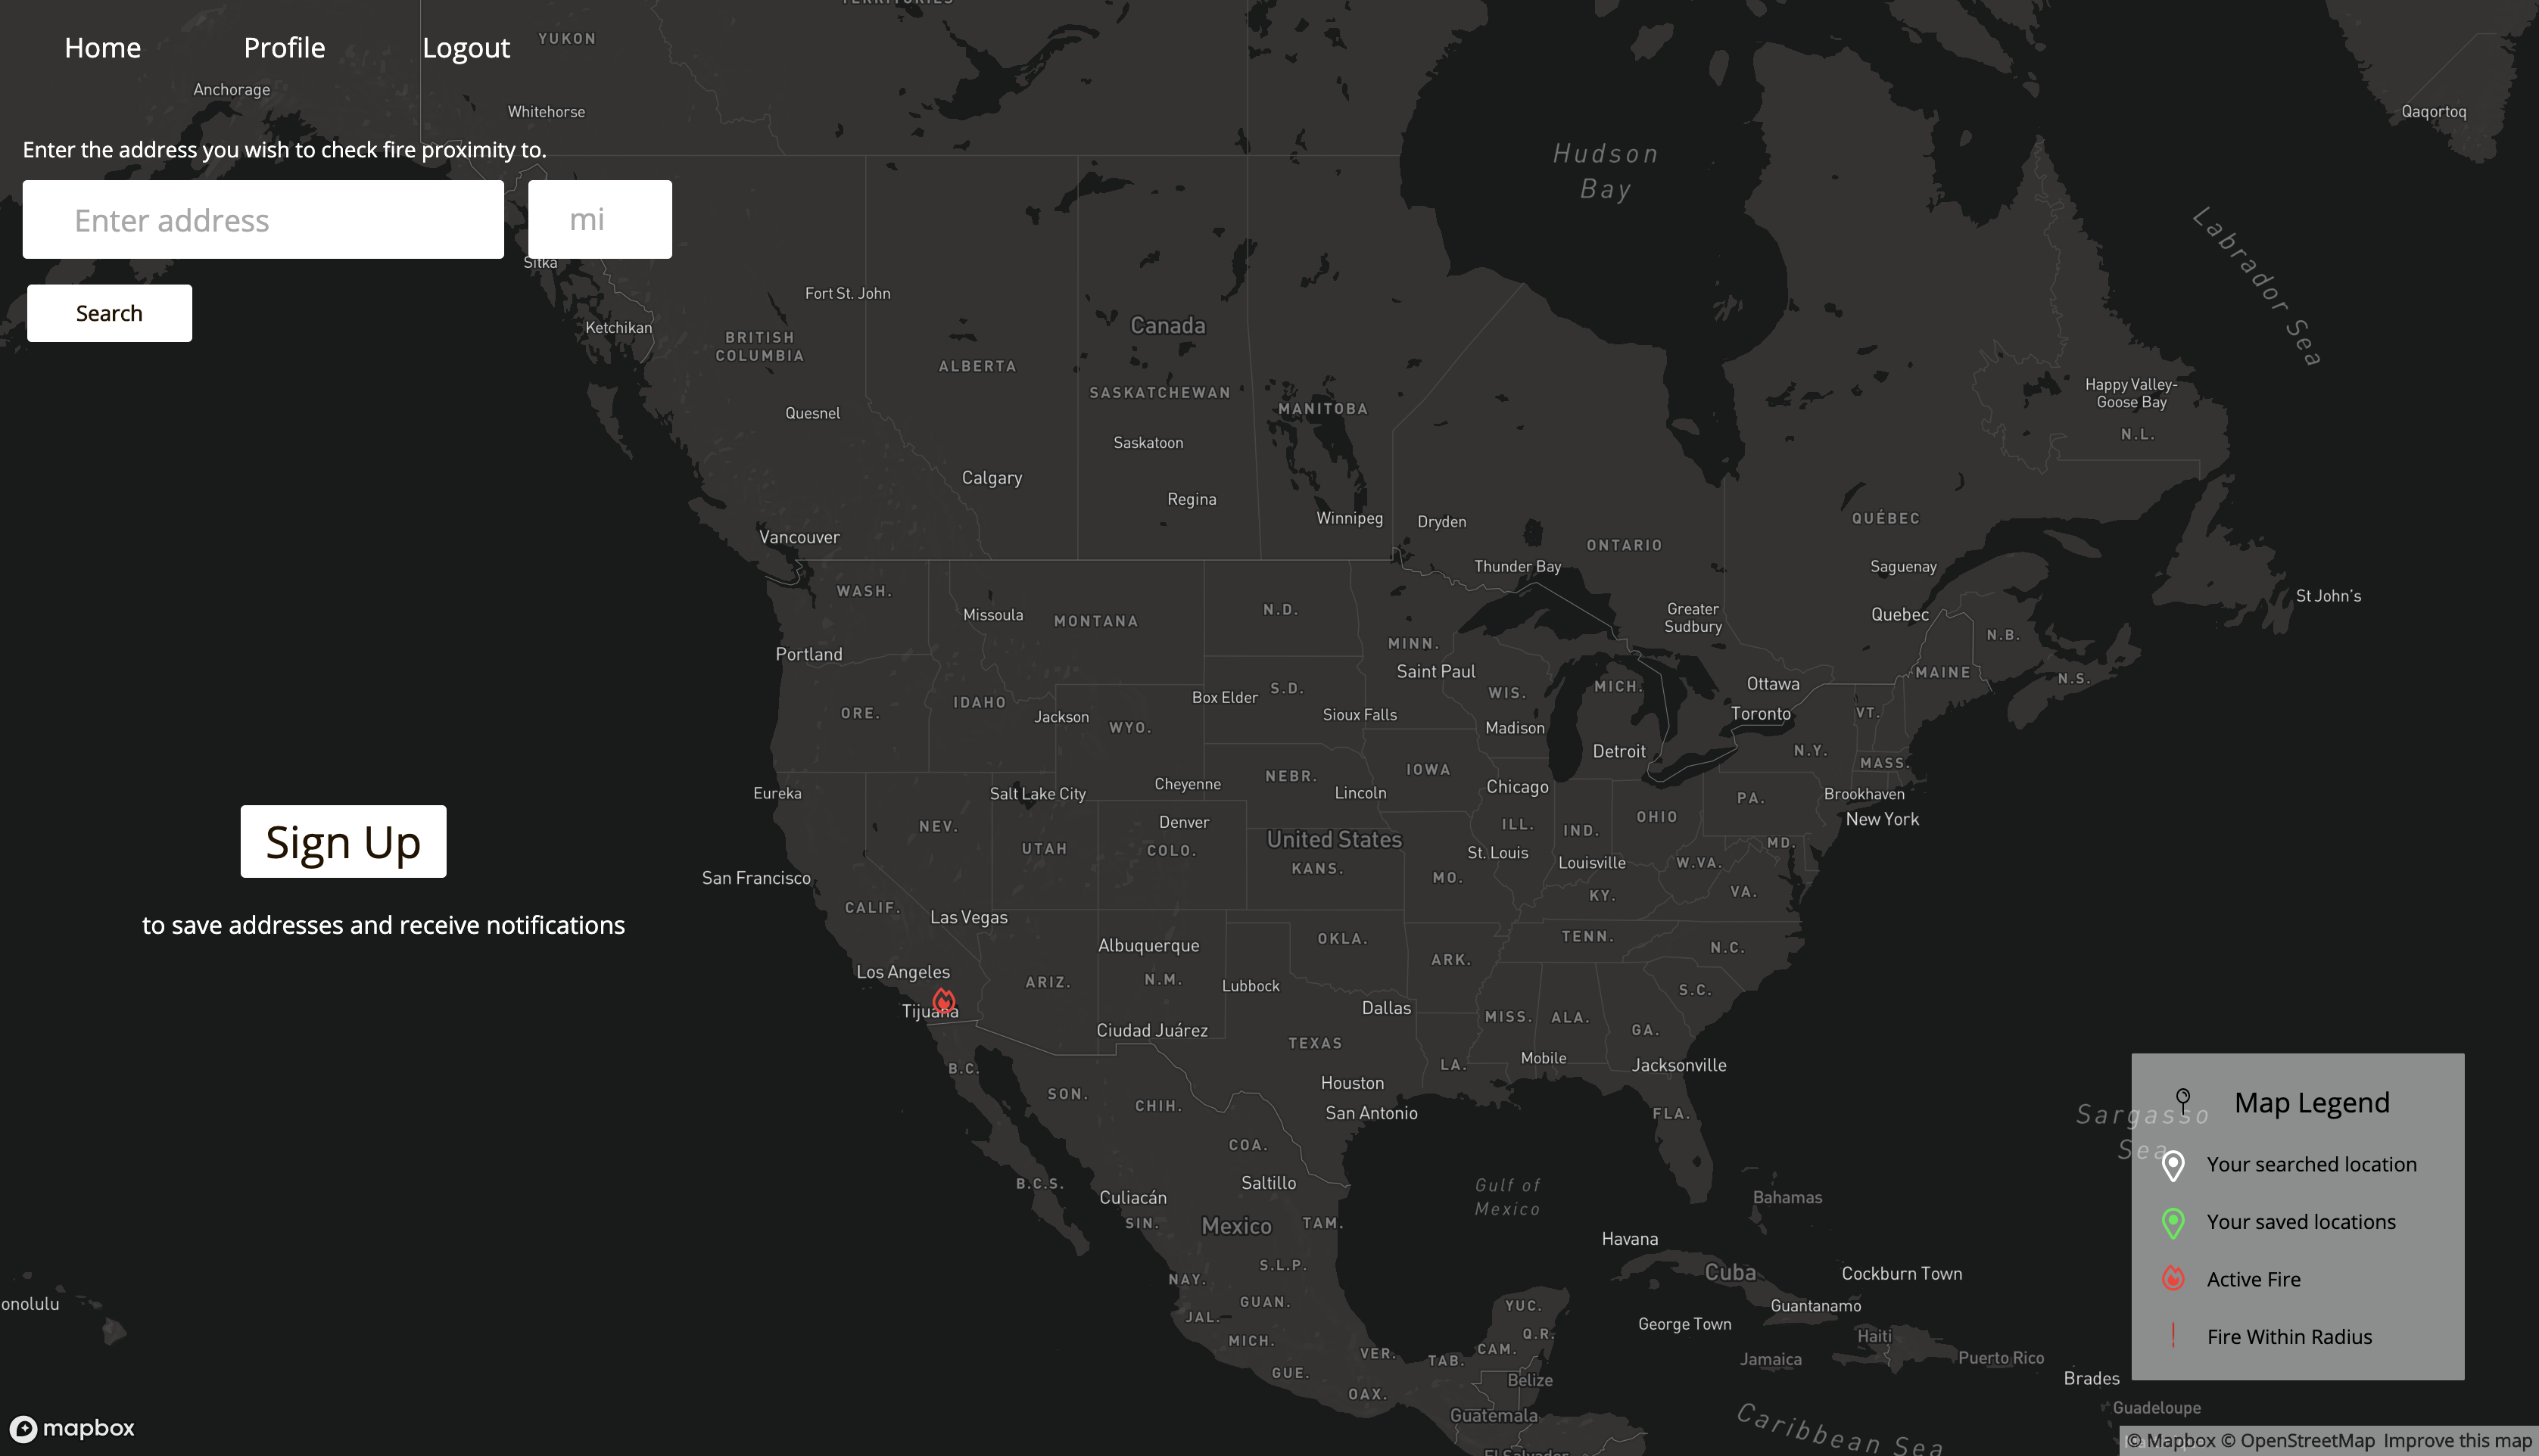 TERRITORIES
Home
Profile
Logout
YUKON
Anchorage
Whitehorse
Qaqortoq
Enter the address you wish to check fire proximity to.
Hudson
Bay
Enter address
mi
Labrador Sea
Sitka
Fort St. John
Search
Ketchikan
Canada
BRITISH
COLUMBIA
ALBERTA
SASKATCHEWAN
MANITOBA
Happy Valley-
Goose Bay
Quesnel
N.L.
Saskatoon
Calgary
Regina
Winnipeg
Dryden
QUÉBEC
Vancouver
ONTARIO
Thunder Bay
Saguenay
WASH.
St John's
Missoula
MONTANA
N.D.
Greater
Sudbury
Quebec
N.B.
MINN.
Portland
Saint Paul
MAINE
N.S.
Ottawa
MICH.
WIS.
S.D.
Box Elder
IDAHO
ORE.
Jackson
WYO.
Sioux Falls
Madison
Toronto
VT.
Detroit
N.Y.
MASS.
IOWA
NEBR.
Cheyenne
Eureka
Salt Lake City
Lincoln
Chicago
PA.
Brookhaven
New York
OHIO
NEV.
Denver
ILL.
IND.
Sign Up
United States
UTAH
COLO.
St. Louis
MD.
Louisville
W.VA.
KANS.
MO.
San Francisco
KY.
VA.
CALIF.
Las Vegas
to save addresses and receive notifications
OKLA.
TENN.
Albuquerque
N.C.
ARK.
Los Angeles
ARIZ.
N.M.
Lubbock
S.C.
Tijuana
Dallas
MISS.
ALA.
GA.
Ciudad Juárez
TEXAS
Mobile
LA.
Jacksonville
B.C.
Houston
SON.
CHIH.
San Antonio
FLA.
Map Legend
Sargasso
Sea
COA.
Your searched location
B.C.S.
Saltillo
Culiacán
Gulf of
Mexico
Bahamas
SIN.
Mexico
TAM.
Your saved locations
Havana
S.L.P.
Cuba
Cockburn Town
NAY.
Active Fire
onolulu
GUAN.
YUC.
Guantanamo
JAL.
George Town
Q.R.
Haiti
Fire Within Radius
MICH.
VER.
TAB.
CAM.
Jamaica
Puerto Rico
GUE.
Belize
Brades
OAX.
Guadeloupe
Guatemala
Caribbean Sea
mapbox
El Salvador
© Mapbox © OpenStreetMap Improve this map